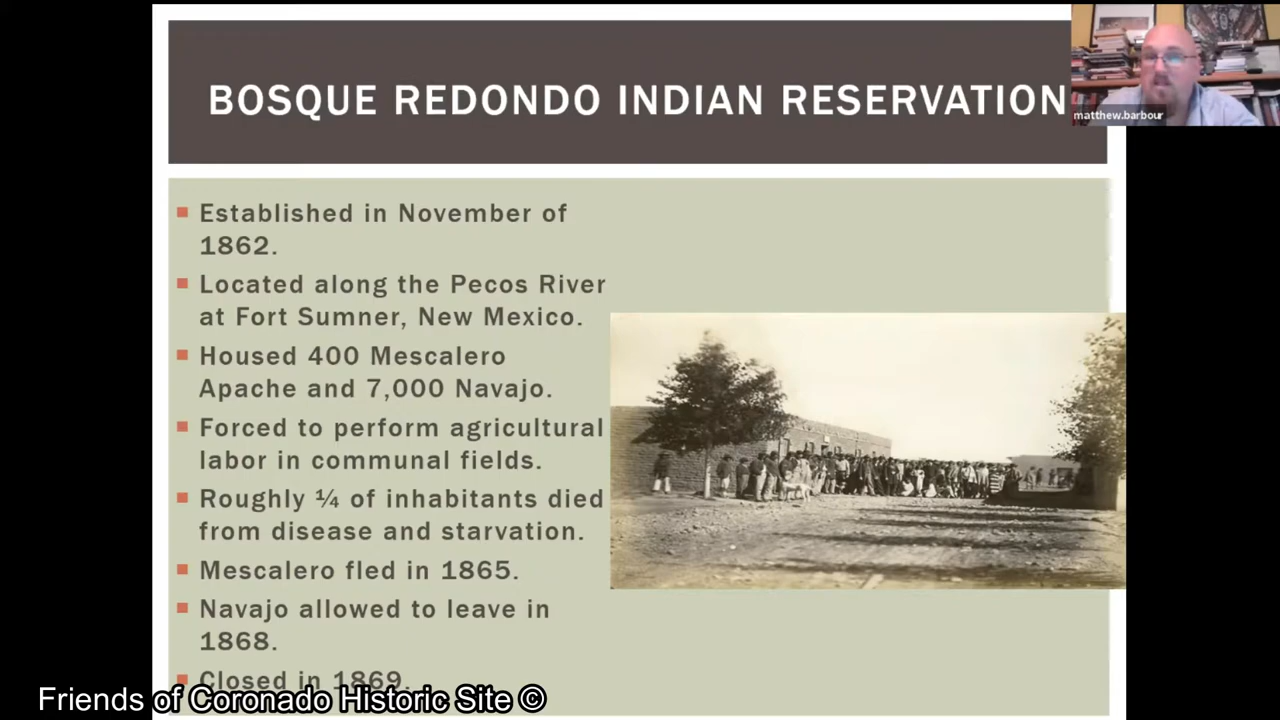 BOSQUE REDONDO INDIAN RESERVATION
matthew.barbour
Established in November of
1862.
Located along the Pecos River
at Fort Sumner, New Mexico.
Housed 400 Mescalero
Apache and 7,000 Navajo.
Forced to perform agricultural
labor in communal fields.
Roughly ¼ of inhabitants died
from disease and starvation.
Mescalero fled in 1865.
Navajo allowed to leave in
1868.
Closed in 1869.
Friends of Coronado Historic Site ©